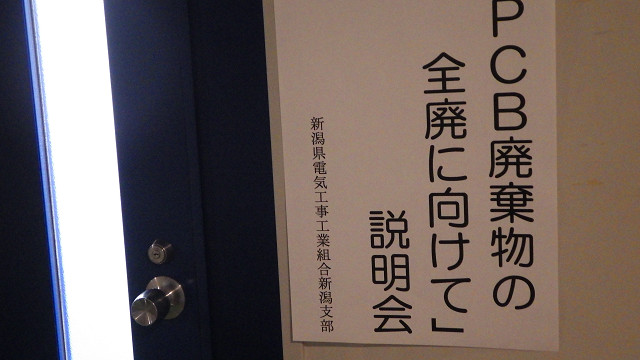 PCB廃棄物の
全廃に向けて」
説明会
新潟県電気工事工業組合新潟支部